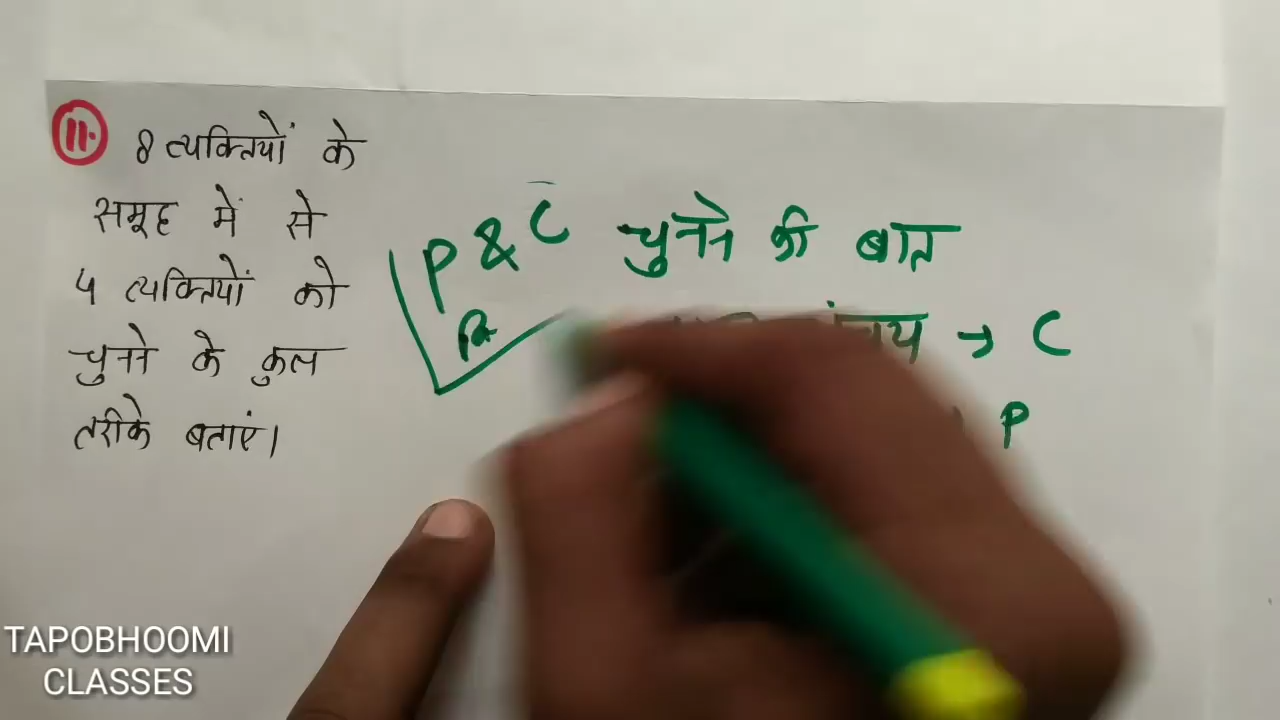 11.
8 व्यक्तियों के
समूह में से
4 व्यक्तियों को
चुनने के कुल
तरीके बताएं।
P & C चुनने की बात
→ C
P
TAPOBHOOMI
CLASSES